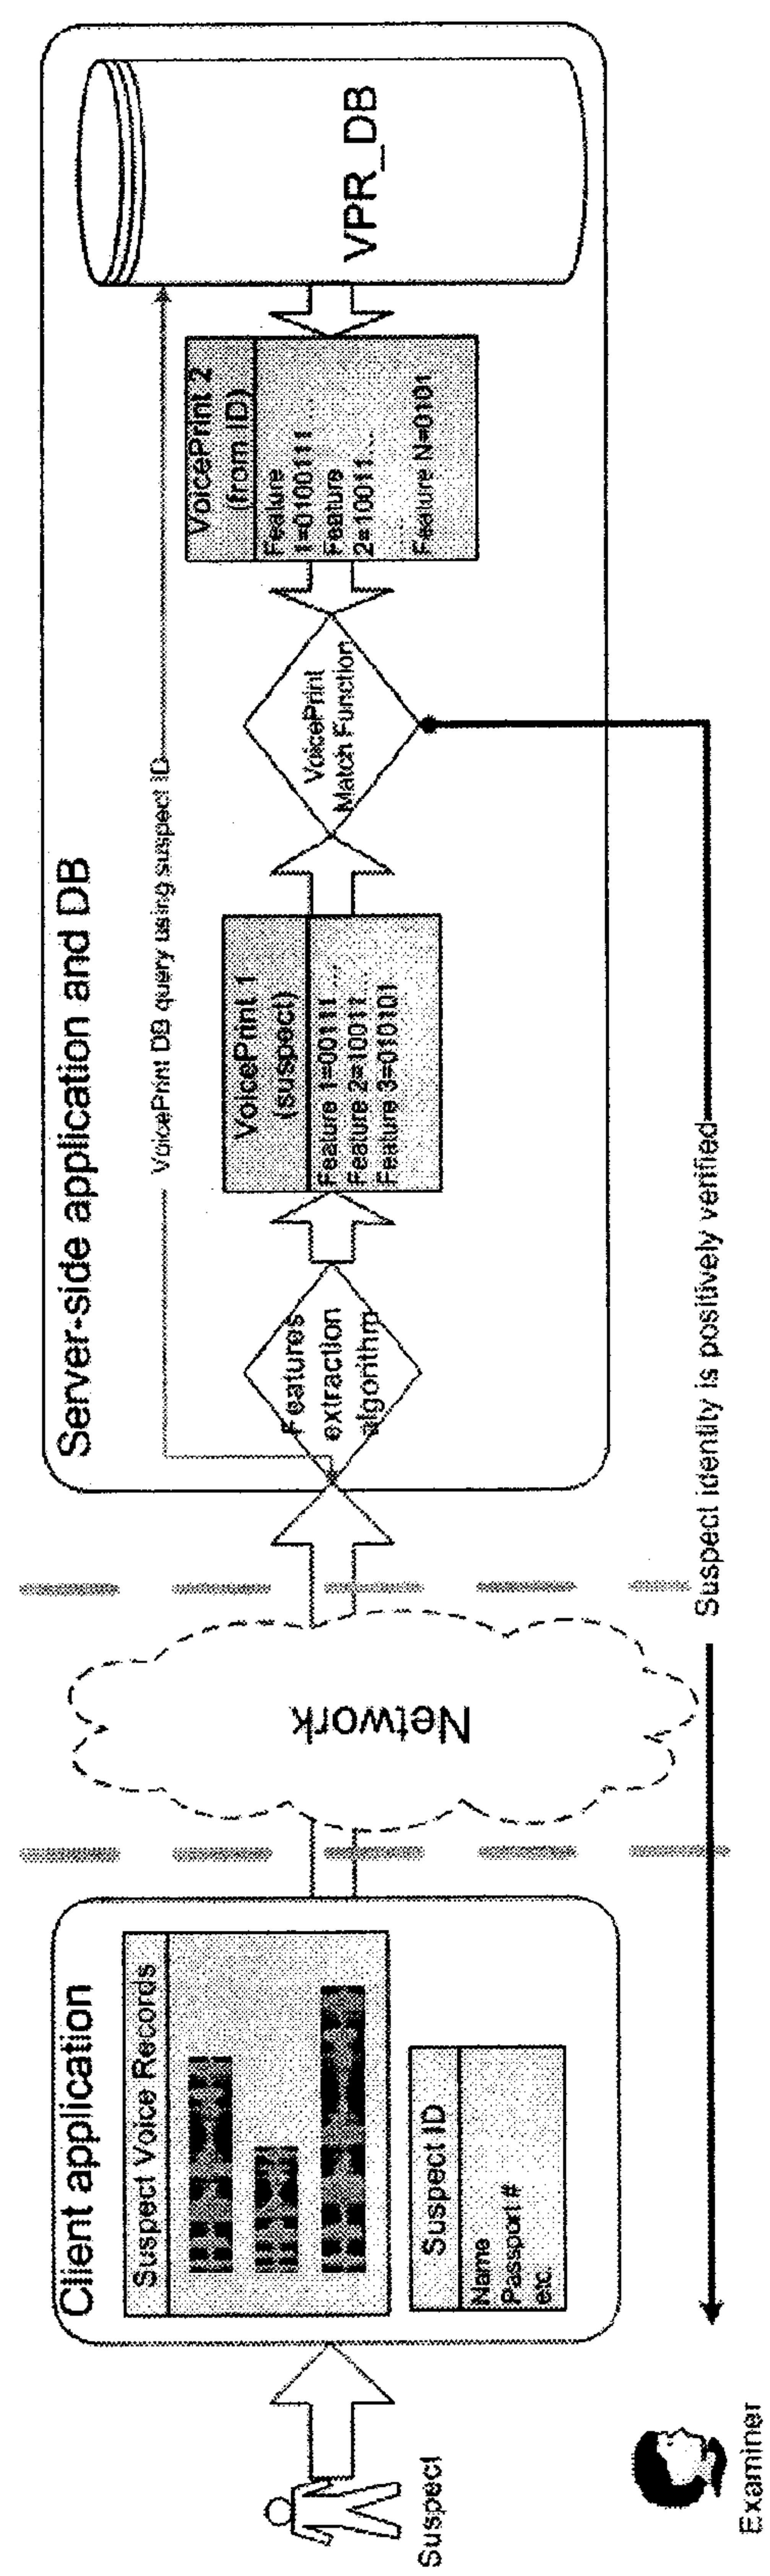 Suspect
Client application
Suspect Voice Records
Suspect ID
Name
Passport #
etc.
Network
Server-side application and DB
VoicePrint DB query using suspect ID
Features
extraction
algorithm
VoicePrint 1
(suspect)
Feature 1=00111 ...
Feature 2=10011...
Feature 3=010101
VoicePrint
Match Function
VoicePrint 2
(from ID)
Feature
1=0100111 ...
Feature
2=10011...
...
Feature N=0101
VPR_DB
Suspect identity is positively verified
Examiner